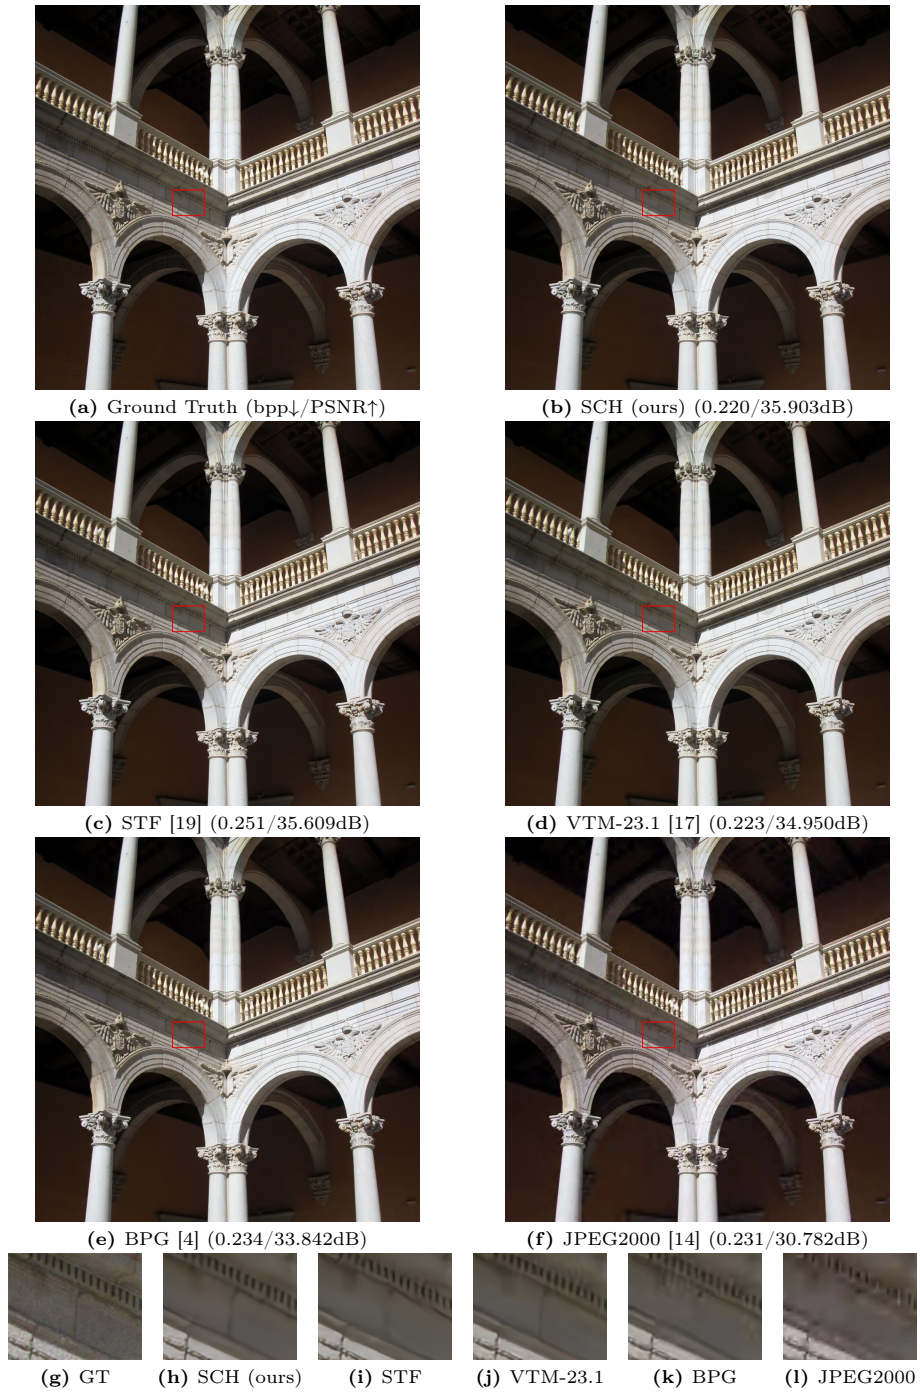 (a) Ground Truth (bpp↓/PSNR↑)
(b) SCH (ours) (0.220/35.903dB)
(c) STF [19] (0.251/35.609dB)
(d) VTM-23.1 [17] (0.223/34.950dB)
(e) BPG [4] (0.234/33.842dB)
(f) JPEG2000 [14] (0.231/30.782dB)
(g) GT
(h) SCH (ours)
(i) STF
(j) VTM-23.1
(k) BPG
(l) JPEG2000